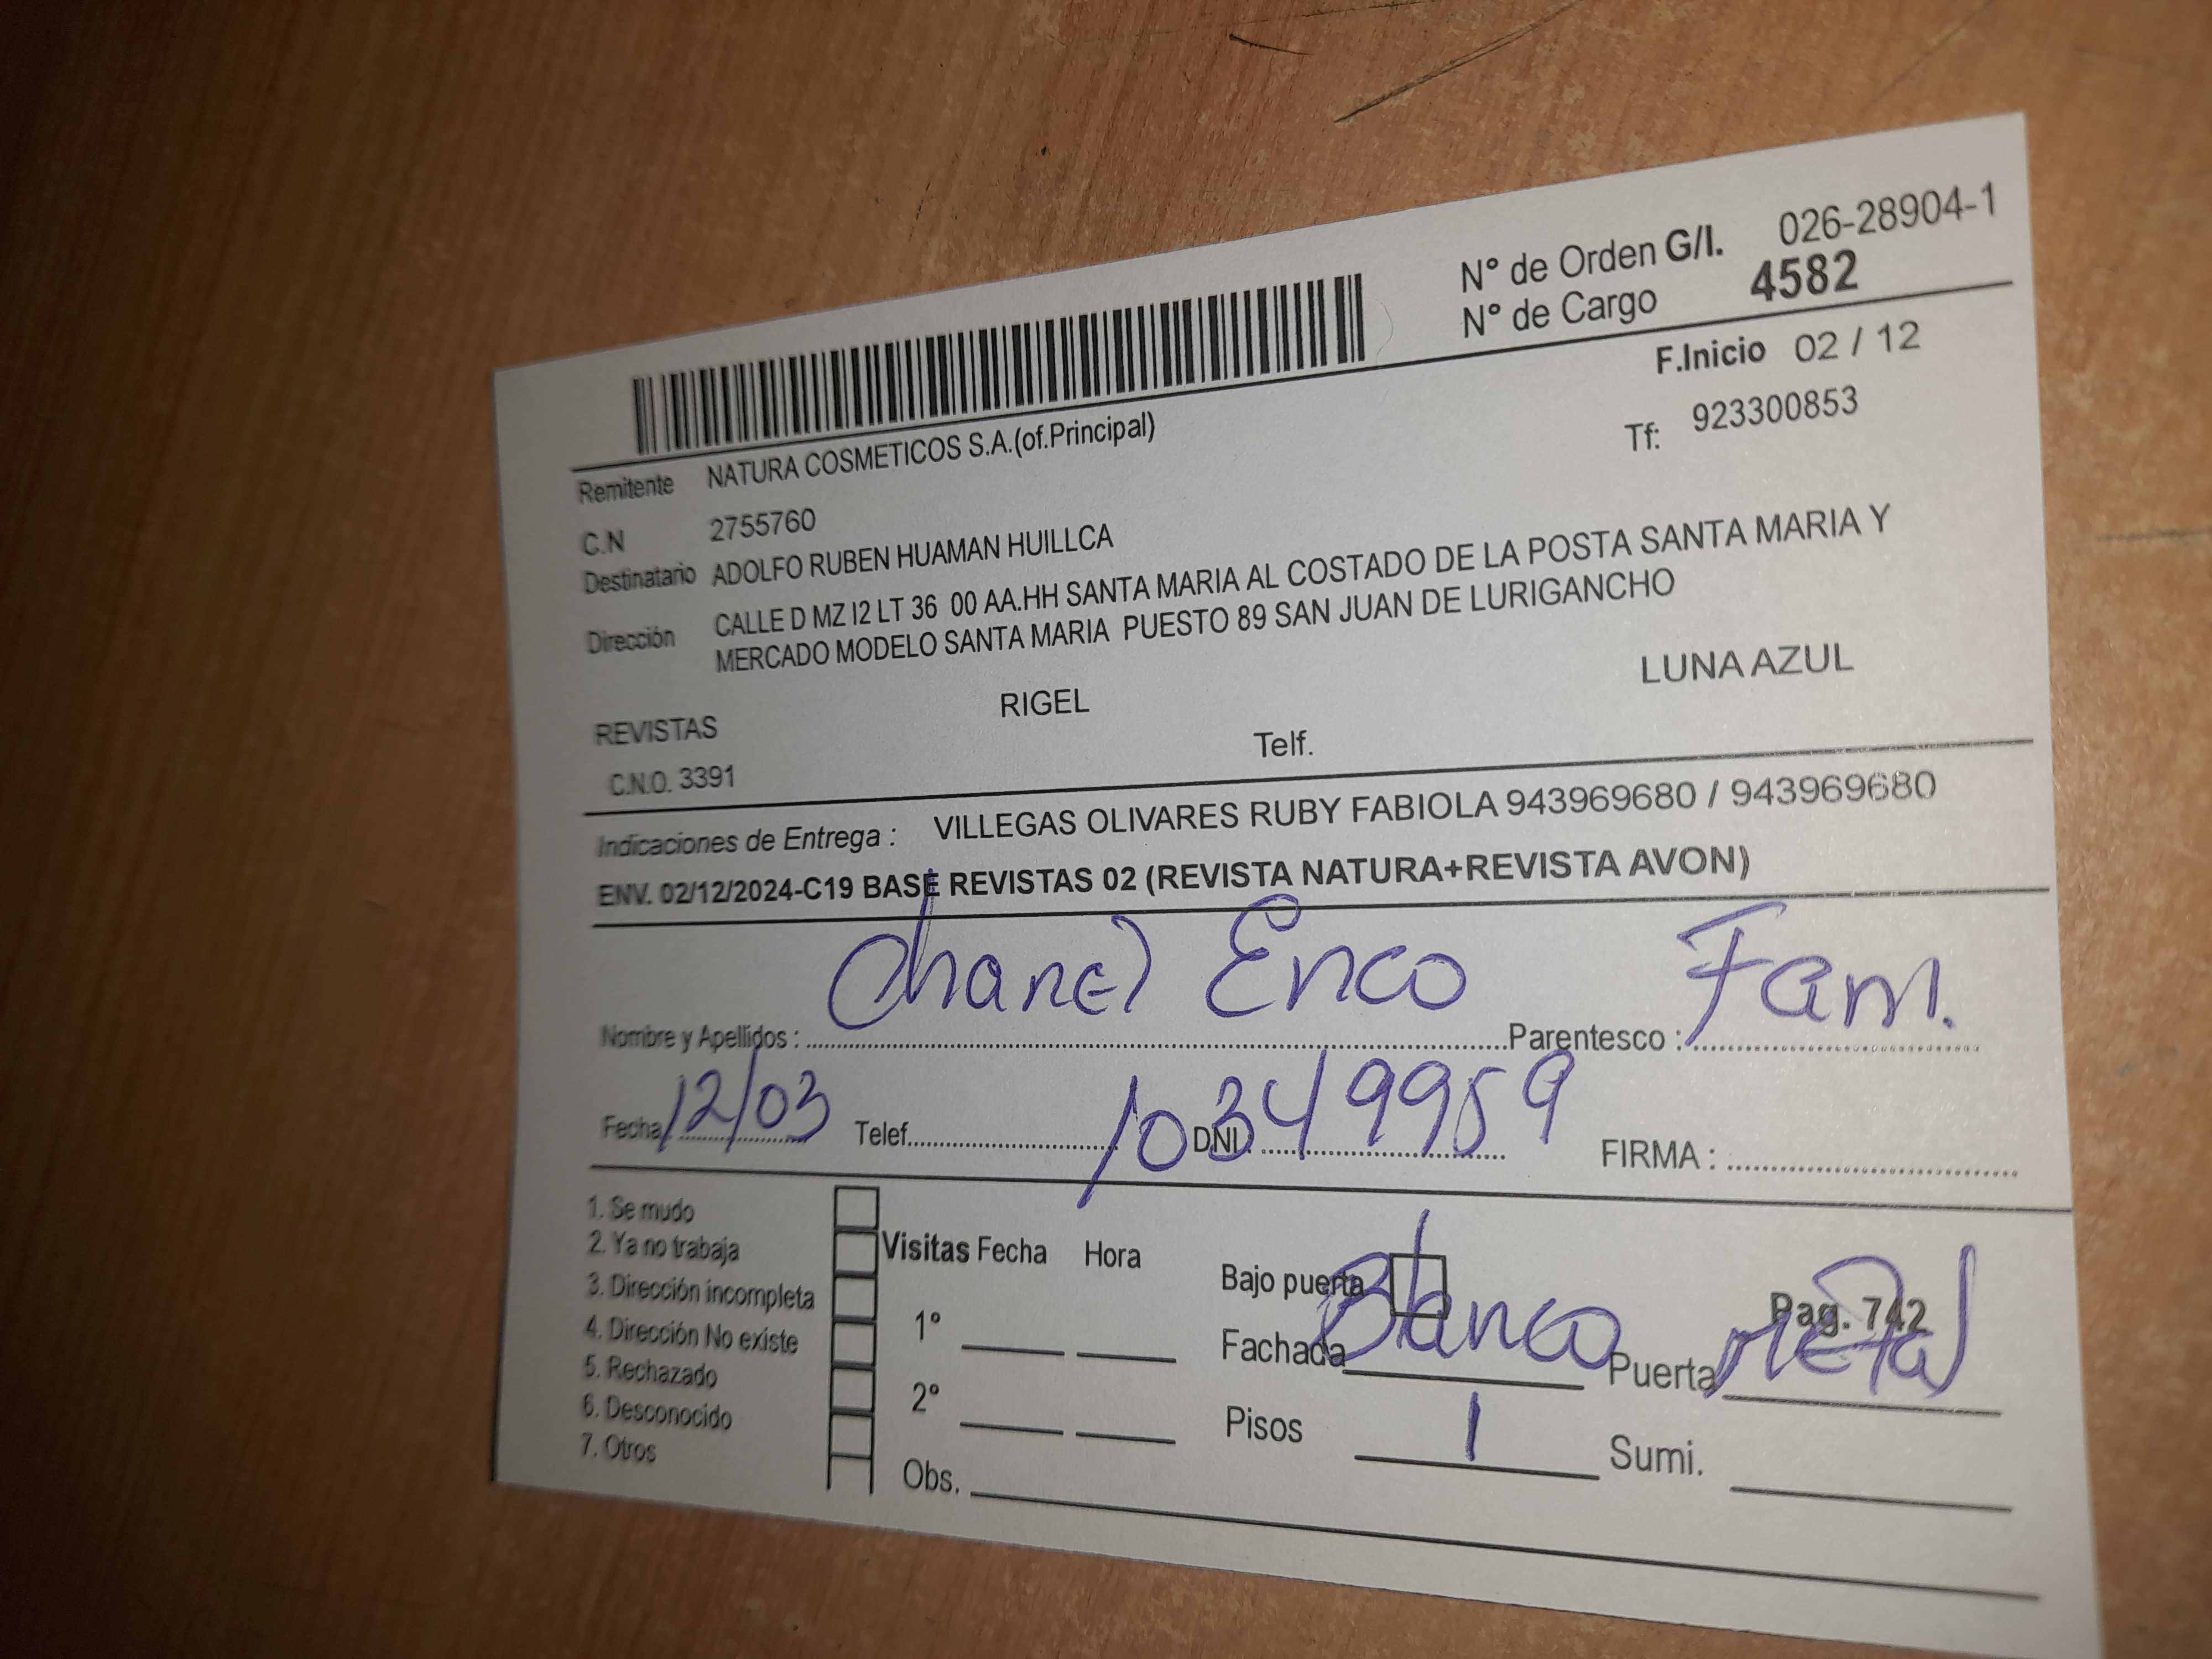 N° de Orden G/I. 026-28904-1
N° de Cargo 4582
F.Inicio 02 / 12
Remitente NATURA COSMETICOS S.A.(of.Principal)
Tf: 923300853
C.N 2755760
Destinatario ADOLFO RUBEN HUAMAN HUILLCA
Dirección CALLE D MZ I2 LT 36 00 AA.HH SANTA MARIA AL COSTADO DE LA POSTA SANTA MARIA Y
MERCADO MODELO SANTA MARIA PUESTO 89 SAN JUAN DE LURIGANCHO
REVISTAS RIGEL LUNA AZUL
C.N.O. 3391 Telf.
Indicaciones de Entrega : VILLEGAS OLIVARES RUBY FABIOLA 943969680 / 943969680
ENV. 02/12/2024-C19 BASE REVISTAS 02 (REVISTA NATURA+REVISTA AVON)
Nombre y Apellidos : Chanel Enco Parentesco : Fam.
Fecha 12/03 Telef. DNI. 10349959 FIRMA :
1. Se mudo
2. Ya no trabaja
3. Dirección incompleta
4. Dirección No existe
5. Rechazado
6. Desconocido
7. Otros
Visitas Fecha Hora
1°
2°
Obs.
Bajo puerta Pag. 742
Fachada Blanco Puerta Metal
Pisos 1 Sumi.